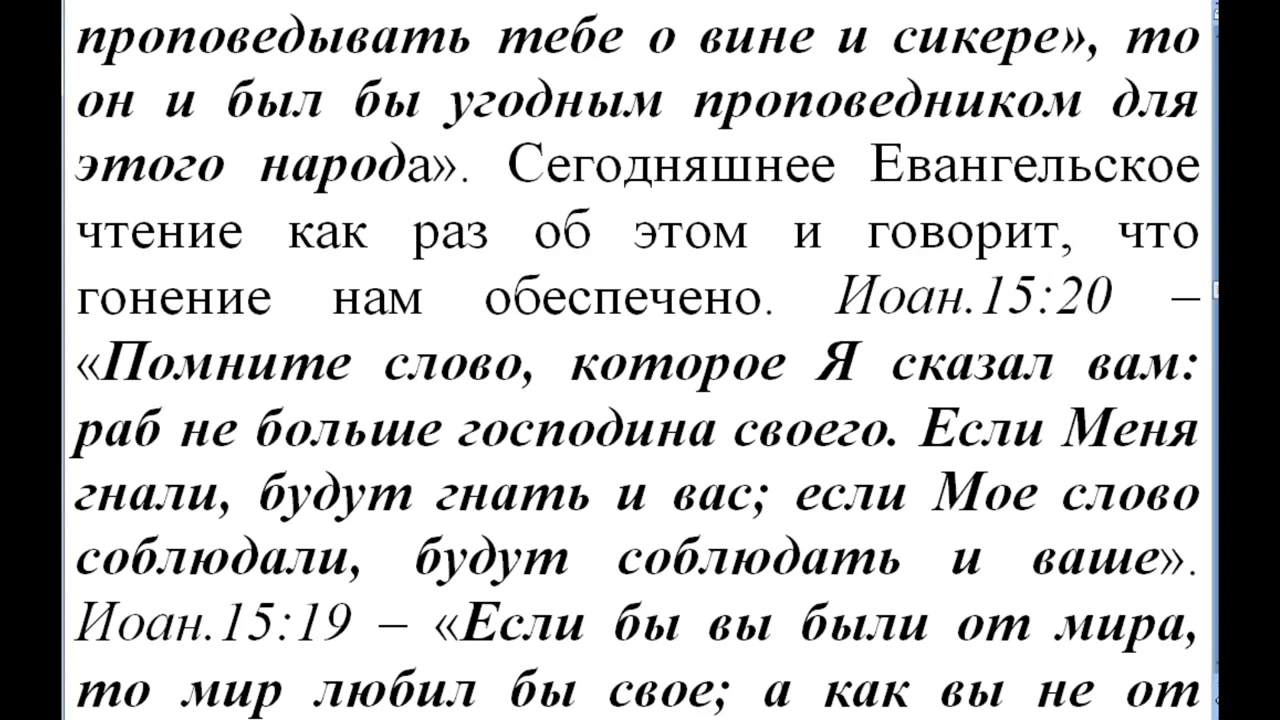 проповедывать тебе о вине и сикере», то
он и был бы угодным проповедником для
этого народа». Сегодняшнее Евангельское
чтение как раз об этом и говорит, что
гонение нам обеспечено. Иоан.15:20 –
«Помните слово, которое Я сказал вам:
раб не больше господина своего. Если Меня
гнали, будут гнать и вас; если Мое слово
соблюдали, будут соблюдать и ваше».
Иоан.15:19 – «Если бы вы были от мира,
то мир любил бы свое; а как вы не от